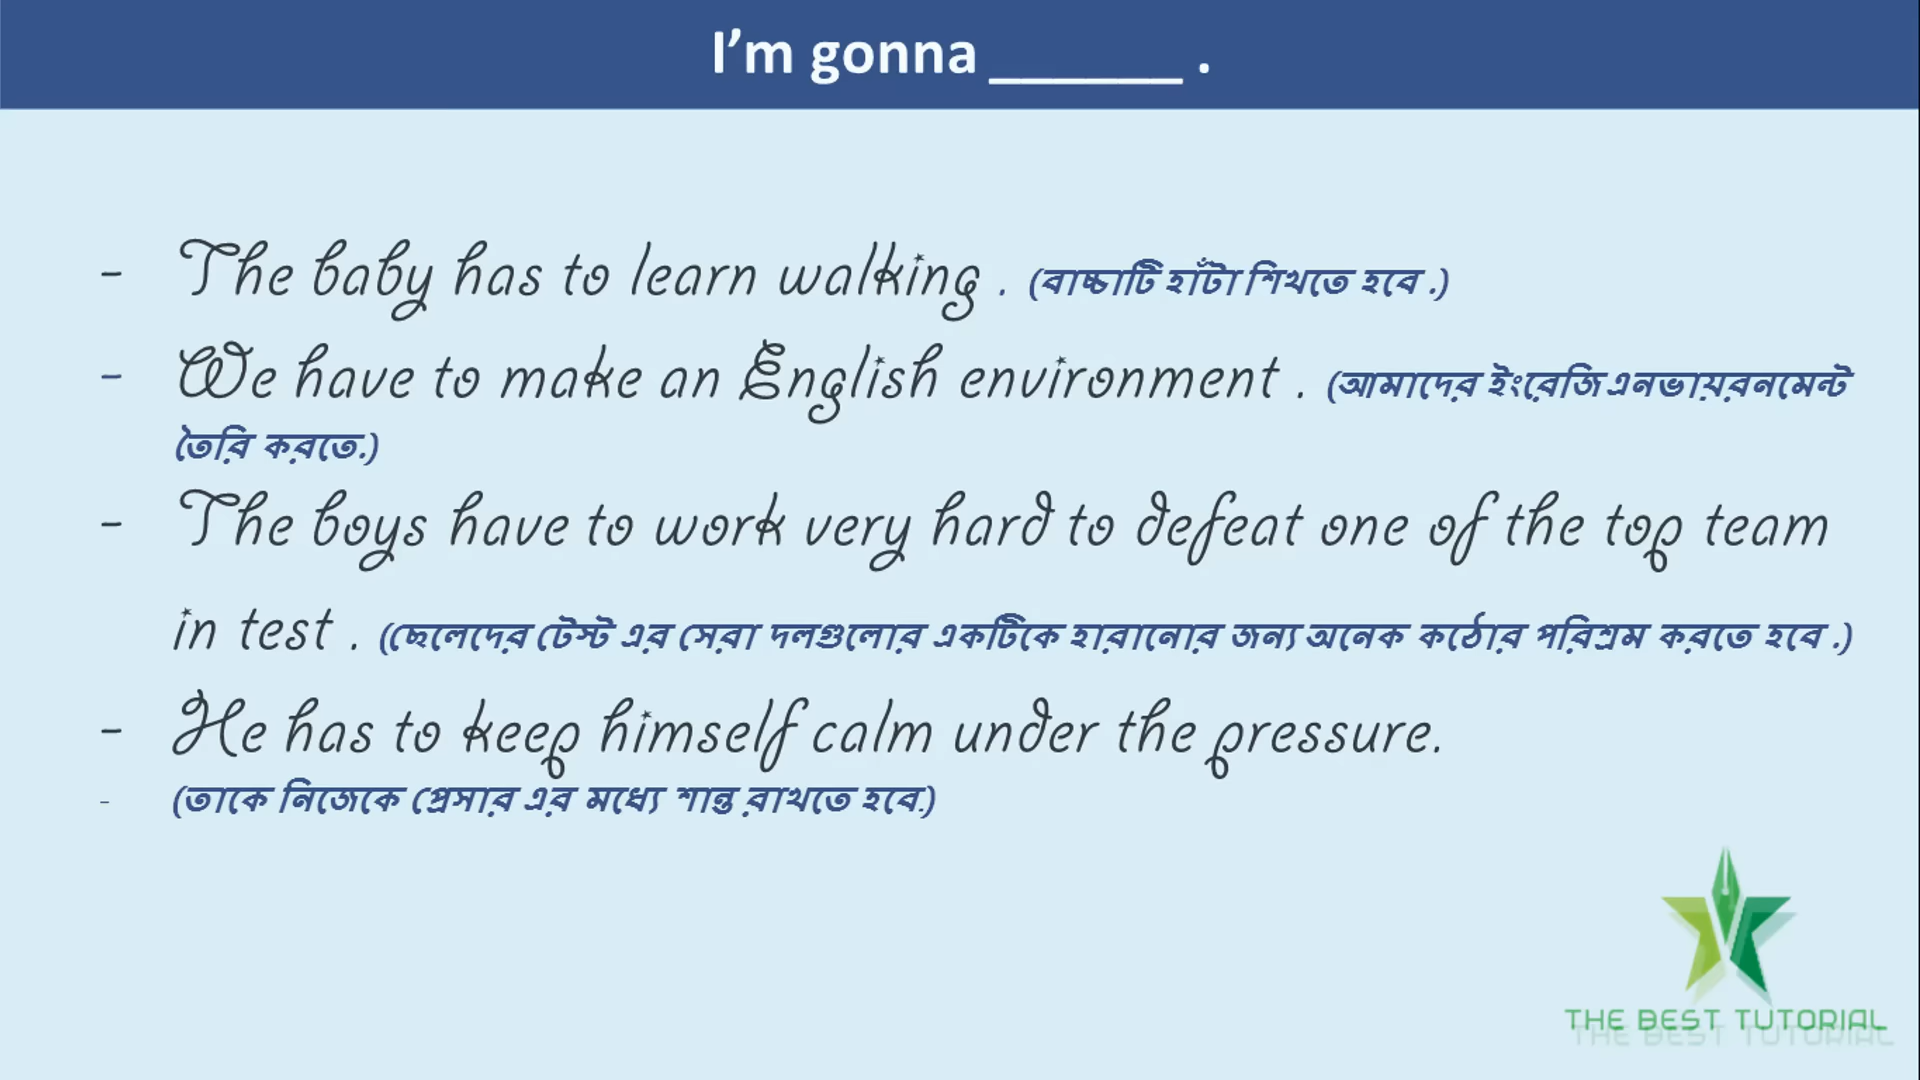 I'm gonna ______ .
- The baby has to learn walking . (বাচ্চাটি হাঁটা শিখতে হবে .)
- We have to make an English environment . (আমাদের ইংরেজি এনভায়রনমেন্ট
তৈরি করতে.)
- The boys have to work very hard to defeat one of the top team
in test . (ছেলেদের টেস্ট এর সেরা দলগুলোর একটিকে হারানোর জন্য অনেক কঠোর পরিশ্রম করতে হবে .)
- He has to keep himself calm under the pressure.
- (তাকে নিজেকে প্রেসার এর মধ্যে শান্ত রাখতে হবে.)
THE BEST TUTORIAL